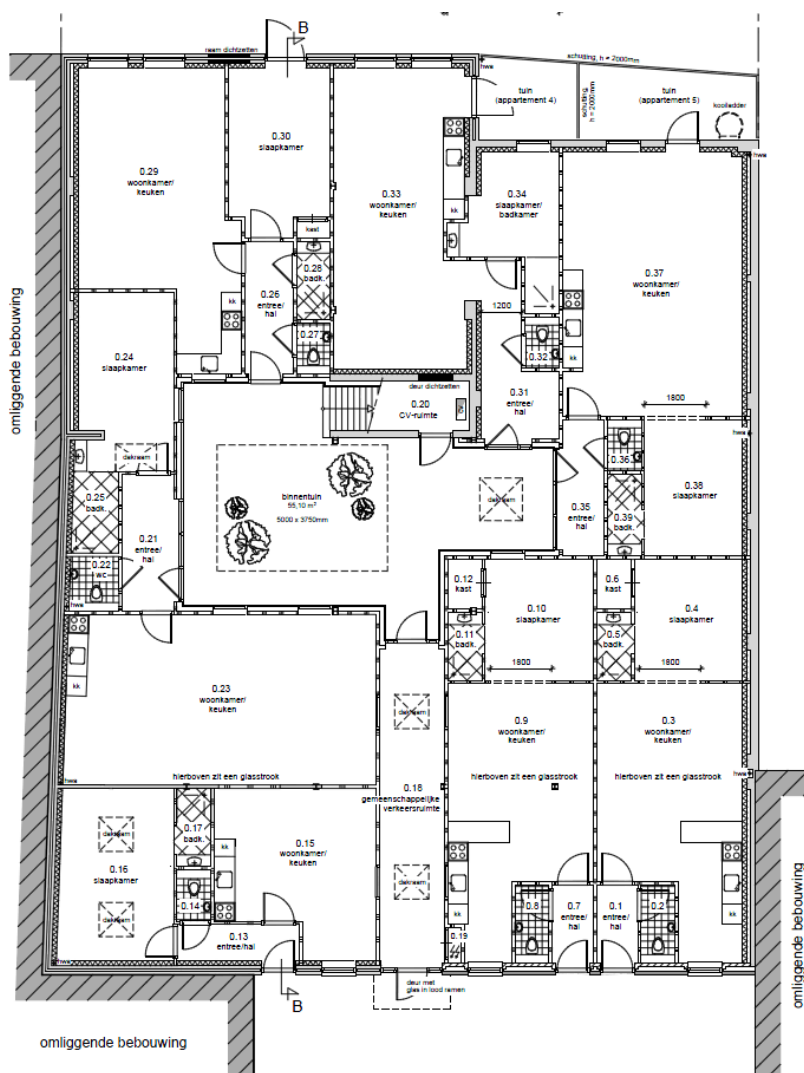 B
raam dichtzetten
schutting, h = 2000mm
hwa
tuin
(appartement 4)
schutting,
h = 2000mm
tuin
(appartement 5)
kooiladder
hwa
0.30
slaapkamer
0.29
woonkamer/
keuken
0.33
woonkamer/
keuken
kk
0.34
slaapkamer/
badkamer
0.37
woonkamer/
keuken
kast
0.28
badk.
0.26
entree/
hal
kk
0.27
1200
0.32
kk
omliggende bebouwing
0.24
slaapkamer
deur dichtzetten
0.20
CV-ruimte
0.31
entree/
hal
1800
hwa
dakraam
0.36
0.38
slaapkamer
0.25
badk.
binnentuin
55,10 m²
5000 x 3750mm
dakraam
0.35
entree/
hal
0.39
badk.
0.21
entree/
hal
0.22
wc
hwa
0.12
kast
0.10
slaapkamer
0.6
kast
0.4
slaapkamer
0.11
badk.
0.5
badk.
1800
1800
kk
0.23
woonkamer/
keuken
dakraam
0.9
woonkamer/
keuken
0.3
woonkamer/
keuken
hwa
hierboven zit een glasstrook
hierboven zit een glasstrook
hierboven zit een glasstrook
hwa
0.18
gemeenschappelijke
verkeersruimte
0.17
badk.
dakraam
kk
0.15
woonkamer/
keuken
0.16
slaapkamer
dakraam
dakraam
0.14
kk
0.8
0.7
entree/
hal
0.1
entree/
hal
0.2
kk
0.13
entree/hal
0.19
hwa
B
deur met
glas in lood ramen
omliggende bebouwing
omliggende bebouwing